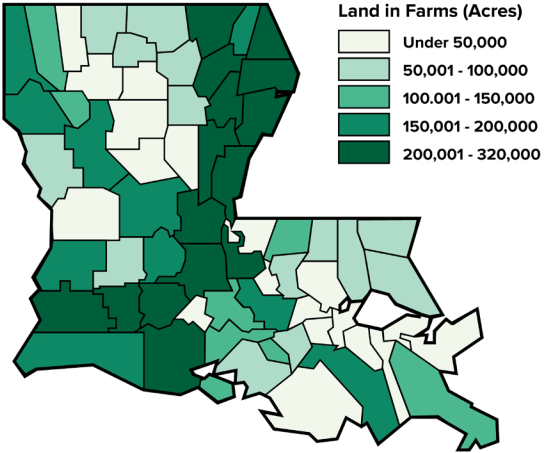 Land in Farms (Acres)
Under 50,000
50,001 - 100,000
100.001 - 150,000
150,001 - 200,000
200,001 - 320,000